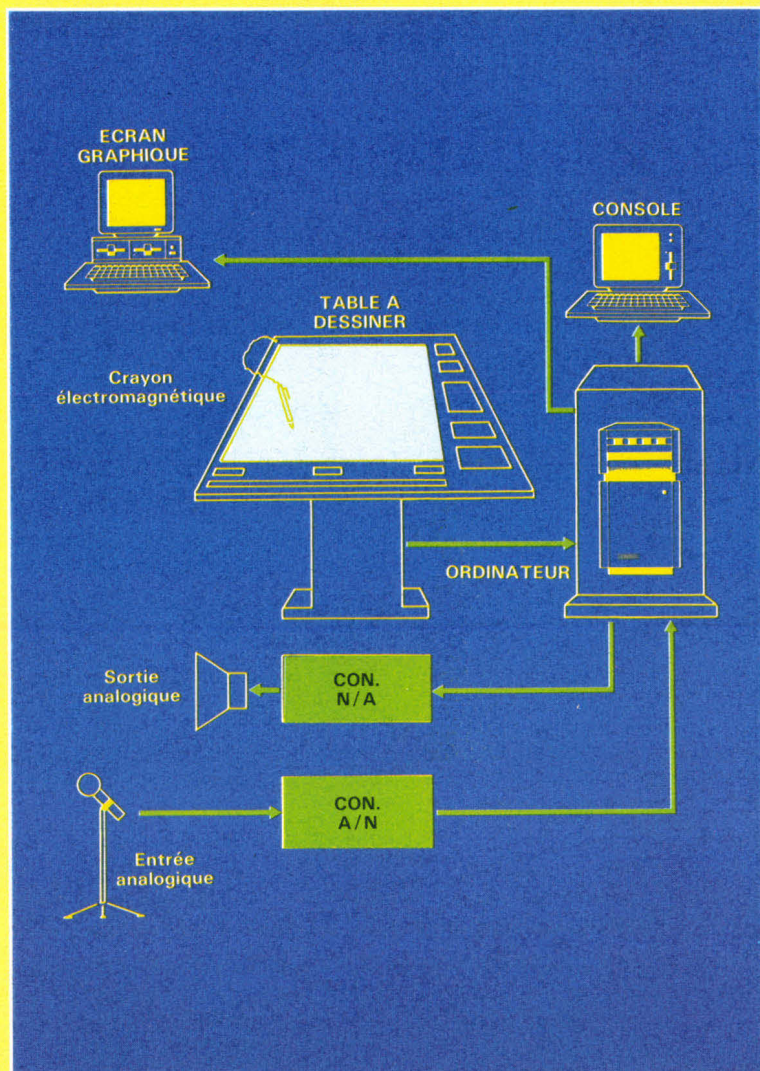 ECRAN
GRAPHIQUE
CONSOLE
TABLE A
DESSINER
Crayon
électromagnétique
ORDINATEUR
Sortie
analogique
CON.
N/A
CON.
A/N
Entrée
analogique